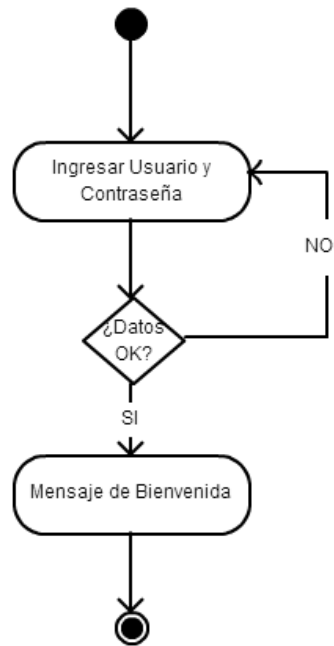 Ingresar Usuario y
Contraseña
NO
¿Datos
OK?
SI
Mensaje de Bienvenida